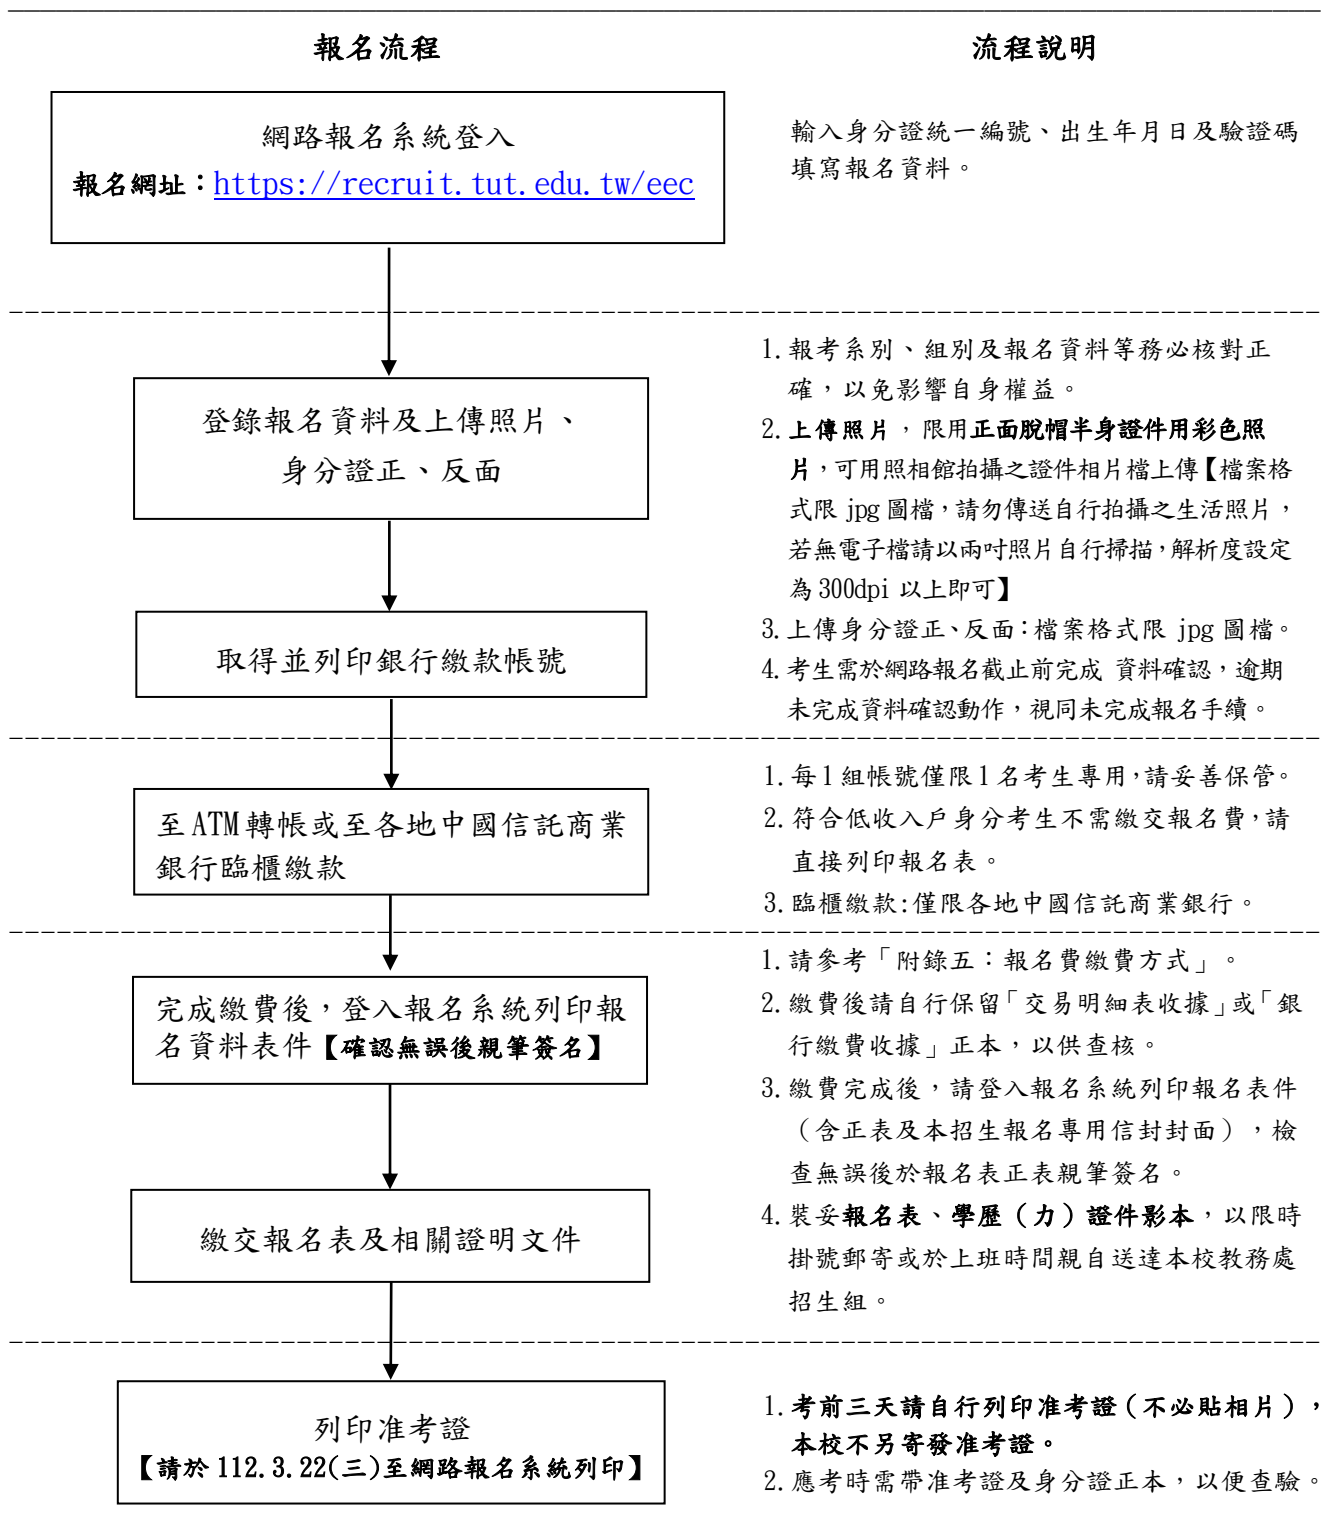 報名流程
流程說明
網路報名系統登入
報名網址：https://recruit.tut.edu.tw/eec
輸入身分證統一編號、出生年月日及驗證碼
填寫報名資料。
登錄報名資料及上傳照片、
身分證正、反面
取得並列印銀行繳款帳號
1.報考系別、組別及報名資料等務必核對正
確，以免影響自身權益。
2.上傳照片，限用正面脫帽半身證件用彩色照
片，可用照相館拍攝之證件相片檔上傳【檔案格
式限 jpg 圖檔，請勿傳送自行拍攝之生活照片，
若無電子檔請以兩吋照片自行掃描，解析度設定
為 300dpi 以上即可】
3.上傳身分證正、反面：檔案格式限 jpg 圖檔。
4.考生需於網路報名截止前完成 資料確認，逾期
未完成資料確認動作，視同未完成報名手續。
至 ATM 轉帳或至各地中國信託商業
銀行臨櫃繳款
1.每 1 組帳號僅限 1 名考生專用，請妥善保管。
2.符合低收入戶身分考生不需繳交報名費，請
直接列印報名表。
3.臨櫃繳款:僅限各地中國信託商業銀行。
完成繳費後，登入報名系統列印報
名資料表件【確認無誤後親筆簽名】
繳交報名表及相關證明文件
1.請參考「附錄五：報名費繳費方式」。
2.繳費後請自行保留「交易明細表收據」或「銀
行繳費收據」正本，以供查核。
3.繳費完成後，請登入報名系統列印報名表件
（含正表及本招生報名專用信封封面），檢
查無誤後於報名表正表親筆簽名。
4.裝妥報名表、學歷（力）證件影本，以限時
掛號郵寄或於上班時間親自送達本校教務處
招生組。
列印准考證
【請於 112.3.22(三)至網路報名系統列印】
1.考前三天請自行列印准考證（不必貼相片），
本校不另寄發准考證。
2.應考時需帶准考證及身分證正本，以便查驗。